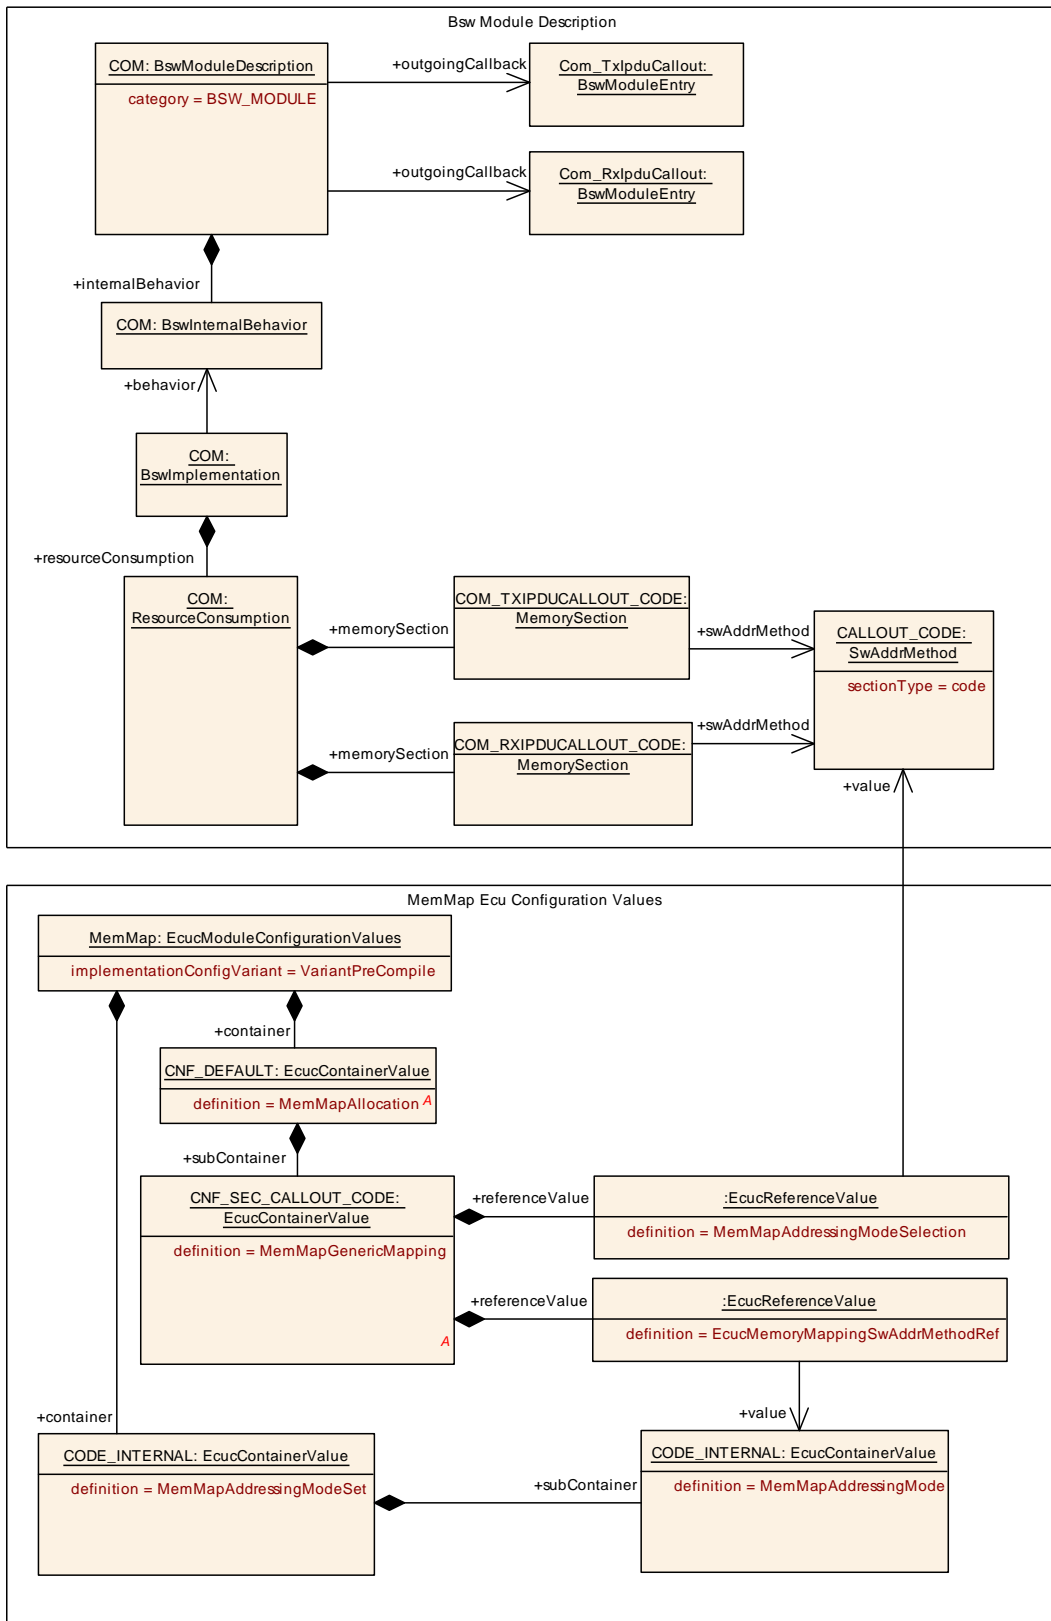 Bsw Module Description
COM: BswModuleDescription
category = BSW_MODULE
+outgoingCallback
Com_TxIpduCallout:
BswModuleEntry
+outgoingCallback
Com_RxIpduCallout:
BswModuleEntry
+internalBehavior
COM: BswInternalBehavior
+behavior
COM:
BswImplementation
+resourceConsumption
COM:
ResourceConsumption
+memorySection
COM_TXIPDUCALLOUT_CODE:
MemorySection
+swAddrMethod
CALLOUT_CODE:
SwAddrMethod
sectionType = code
+memorySection
COM_RXIPDUCALLOUT_CODE:
MemorySection
+swAddrMethod
+value
MemMap Ecu Configuration Values
MemMap: EcucModuleConfigurationValues
implementationConfigVariant = VariantPreCompile
+container
CNF_DEFAULT: EcucContainerValue
definition = MemMapAllocation
A
+subContainer
CNF_SEC_CALLOUT_CODE:
EcucContainerValue
definition = MemMapGenericMapping
A
+referenceValue
:EcucReferenceValue
definition = MemMapAddressingModeSelection
+referenceValue
:EcucReferenceValue
definition = EcucMemoryMappingSwAddrMethodRef
+value
+container
CODE_INTERNAL: EcucContainerValue
definition = MemMapAddressingModeSet
+subContainer
CODE_INTERNAL: EcucContainerValue
definition = MemMapAddressingMode